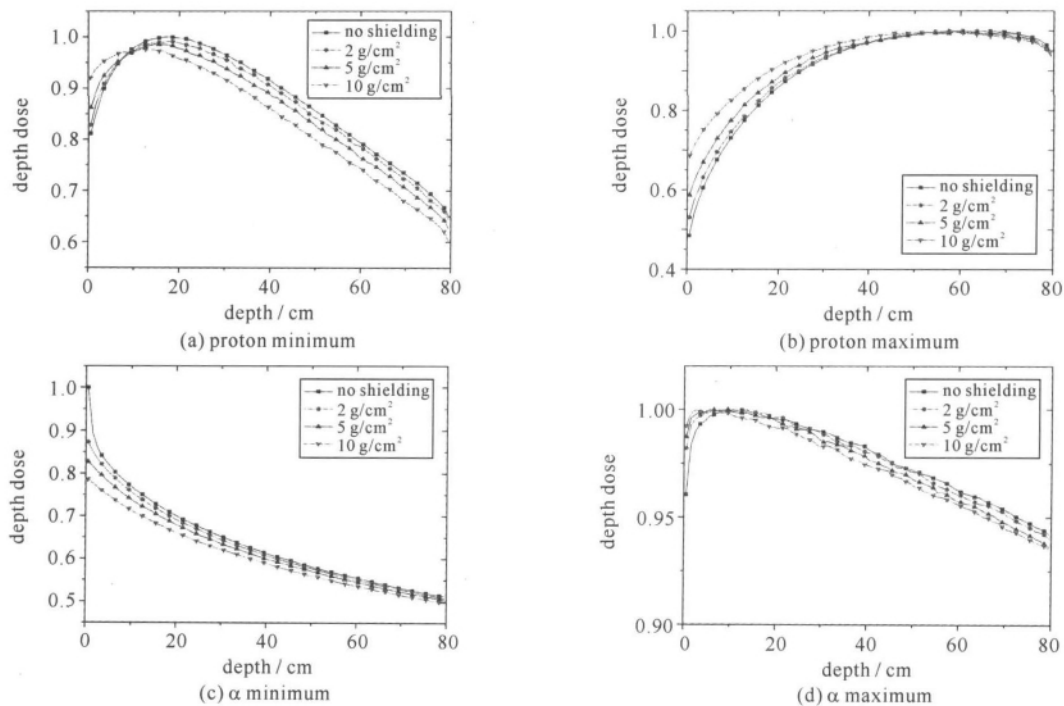 1.0
0.9
0.8
0.7
0.6
depth dose
no shielding
2 g/cm²
5 g/cm²
10 g/cm²
0 20 40 60 80
depth / cm
(a) proton minimum
1.0
0.8
0.6
0.4
depth dose
no shielding
2 g/cm²
5 g/cm²
10 g/cm²
0 20 40 60 80
depth / cm
(b) proton maximum
1.0
0.9
0.8
0.7
0.6
0.5
depth dose
no shielding
2 g/cm²
5 g/cm²
10 g/cm²
0 20 40 60 80
depth / cm
(c) α minimum
1.00
0.95
0.90
depth dose
no shielding
2 g/cm²
5 g/cm²
10 g/cm²
0 20 40 60 80
depth / cm
(d) α maximum